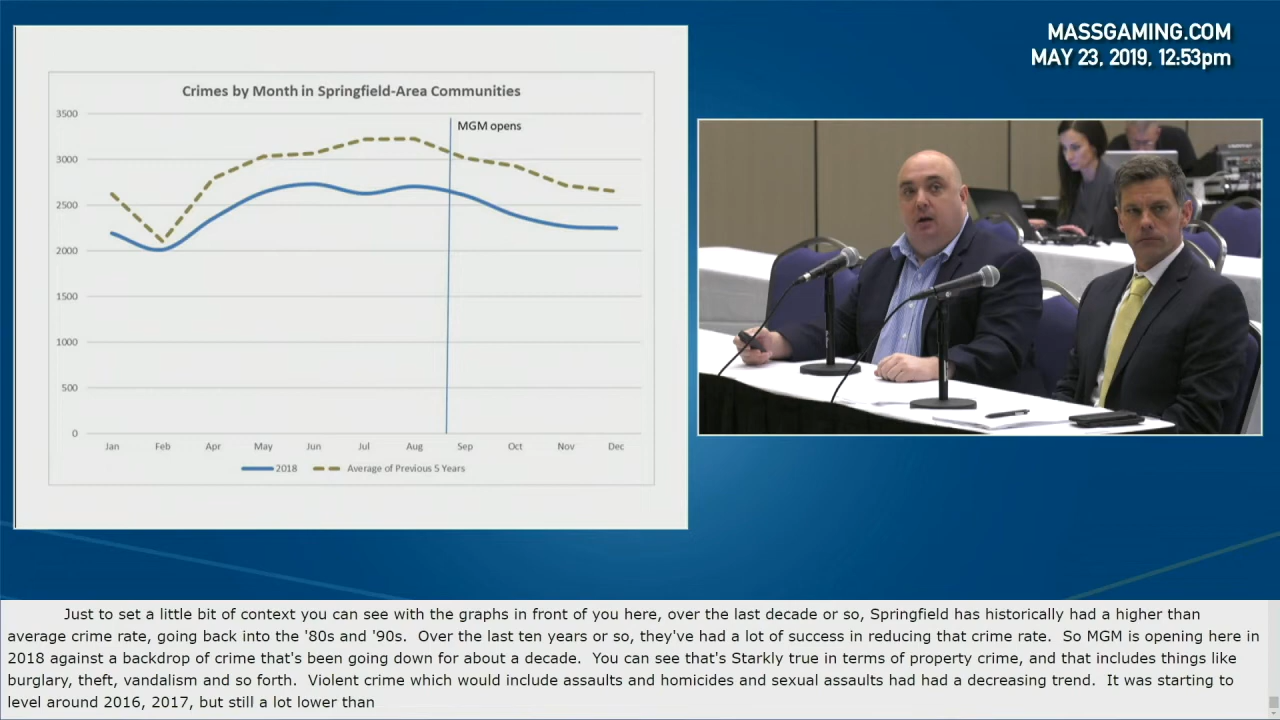 MASSGAMING.COM
MAY 23, 2019, 12:53pm
Crimes by Month in Springfield-Area Communities
3500
MGM opens
3000
2500
2000
1500
1000
500
0
Jan Feb Apr May Jun Jul Aug Sep Oct Nov Dec
2018 Average of Previous 5 Years
Just to set a little bit of context you can see with the graphs in front of you here, over the last decade or so, Springfield has historically had a higher than
average crime rate, going back into the '80s and '90s. Over the last ten years or so, they've had a lot of success in reducing that crime rate. So MGM is opening here in
2018 against a backdrop of crime that's been going down for about a decade. You can see that's Starkly true in terms of property crime, and that includes things like
burglary, theft, vandalism and so forth. Violent crime which would include assaults and homicides and sexual assaults had had a decreasing trend. It was starting to
level around 2016, 2017, but still a lot lower than